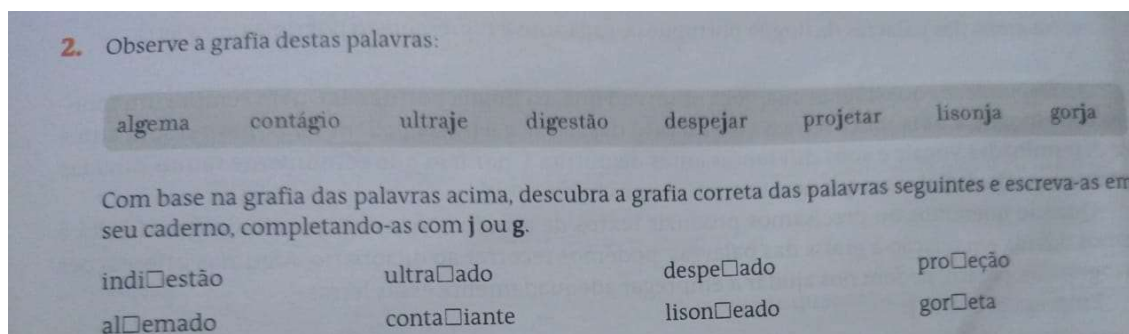 2. Observe a grafia destas palavras:
algema contágio ultraje digestão despejar projetar lisonja gorja
Com base na grafia das palavras acima, descubra a grafia correta das palavras seguintes e escreva-as em
seu caderno, completando-as com j ou g.
indi□estão ultra□ado despe□ado pro□eção
al□emado conta□iante lison□eado gor□eta